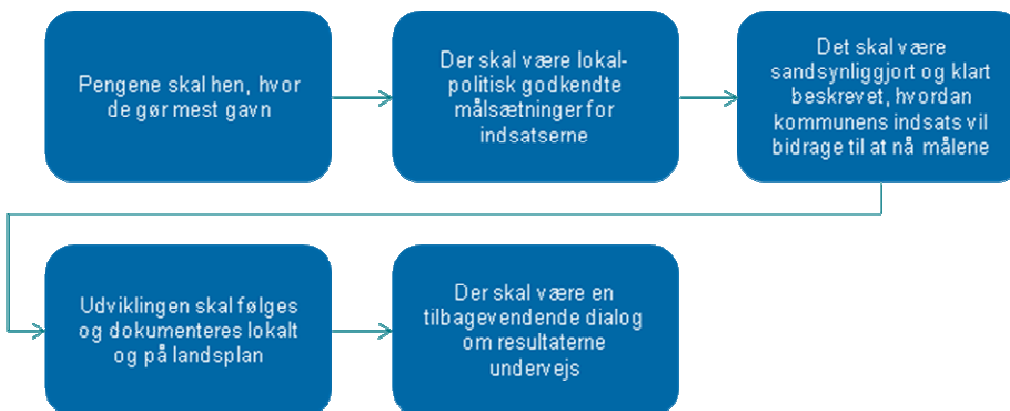 Pengene skal hen, hvor
de gør mest gavn
Der skal være lokal-
politisk godkendte
målsætninger for
indsatserne
Det skal være
sandsynliggjort og klart
beskrevet, hvordan
kommunens indsats vil
bidrage til at nå målene
Udviklingen skal følges
og dokumenteres lokalt
og på landsplan
Der skal være en
tilbagevendende dialog
om resultaterne
undervejs